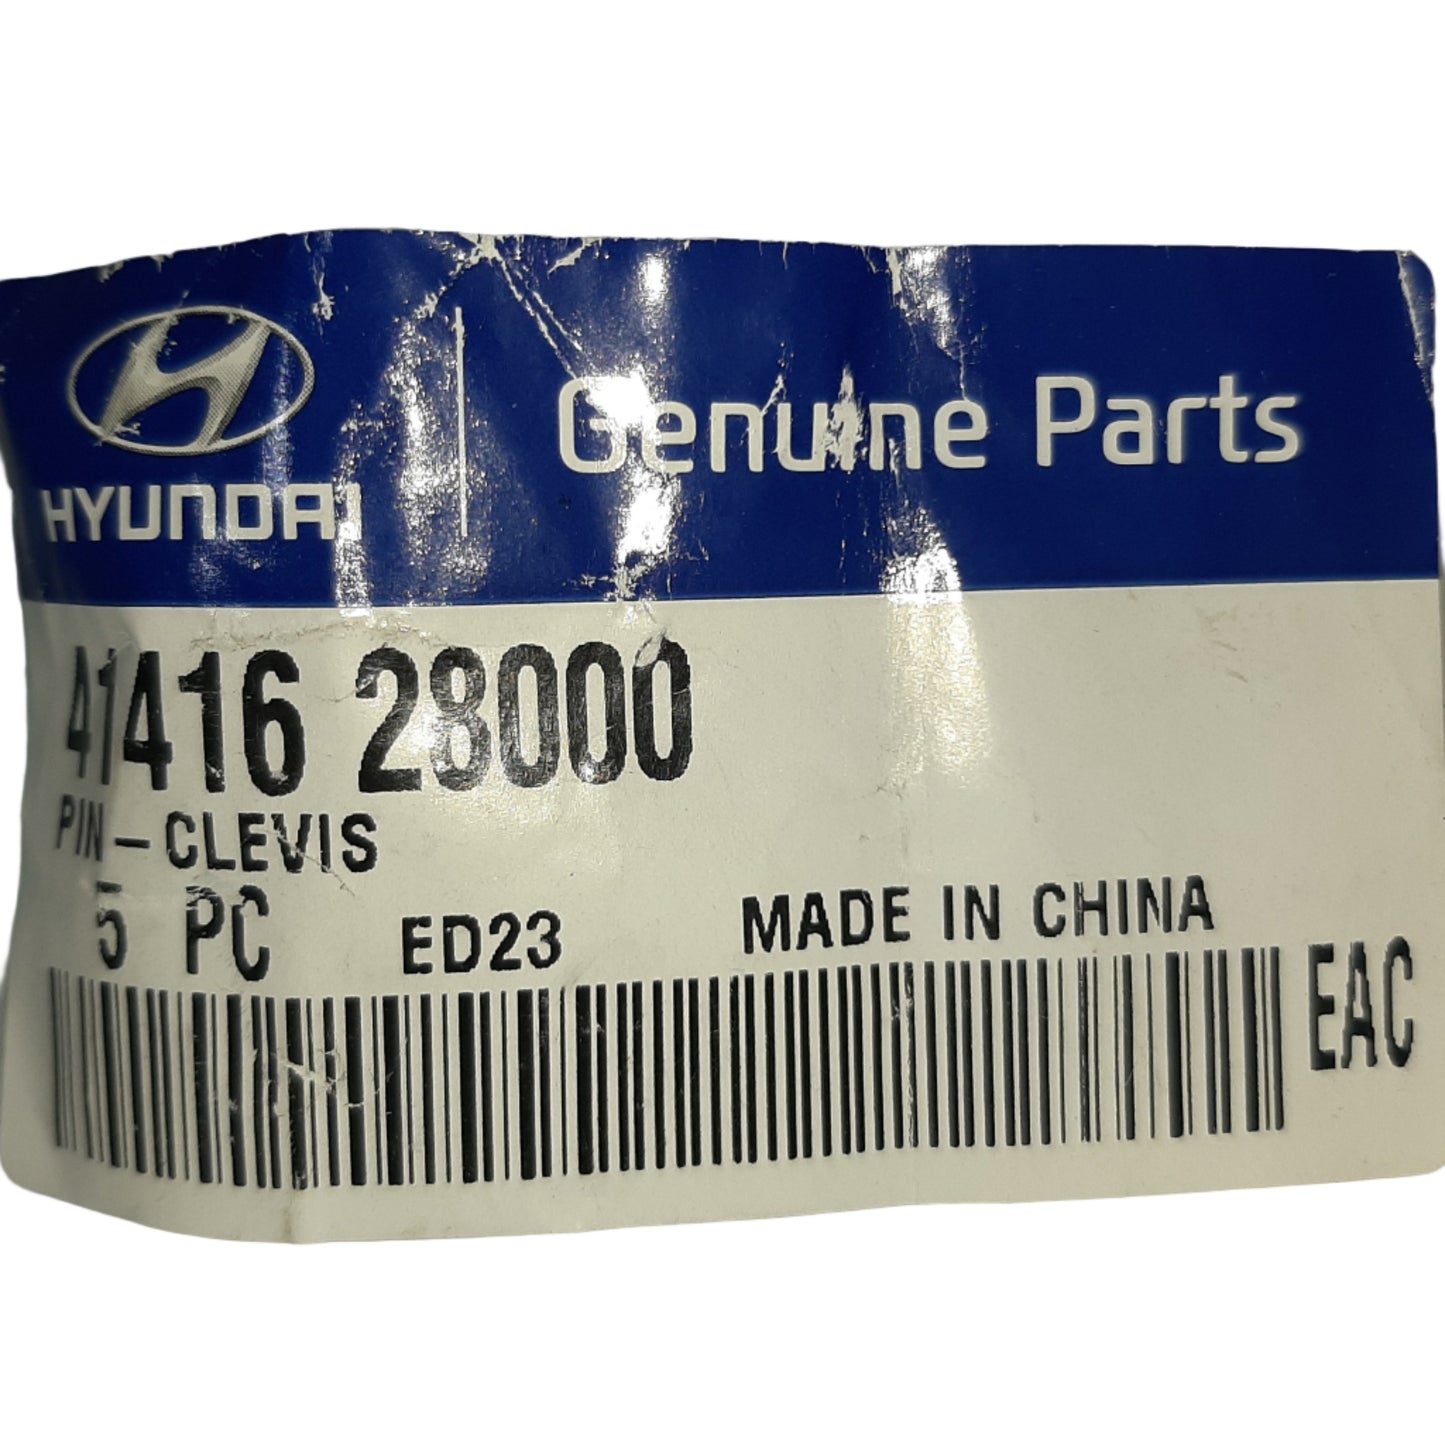 HYUNDAI
Genuine Parts
41416 28000
PIN-CLEVIS
5 PC ED23 MADE IN CHINA
EAC